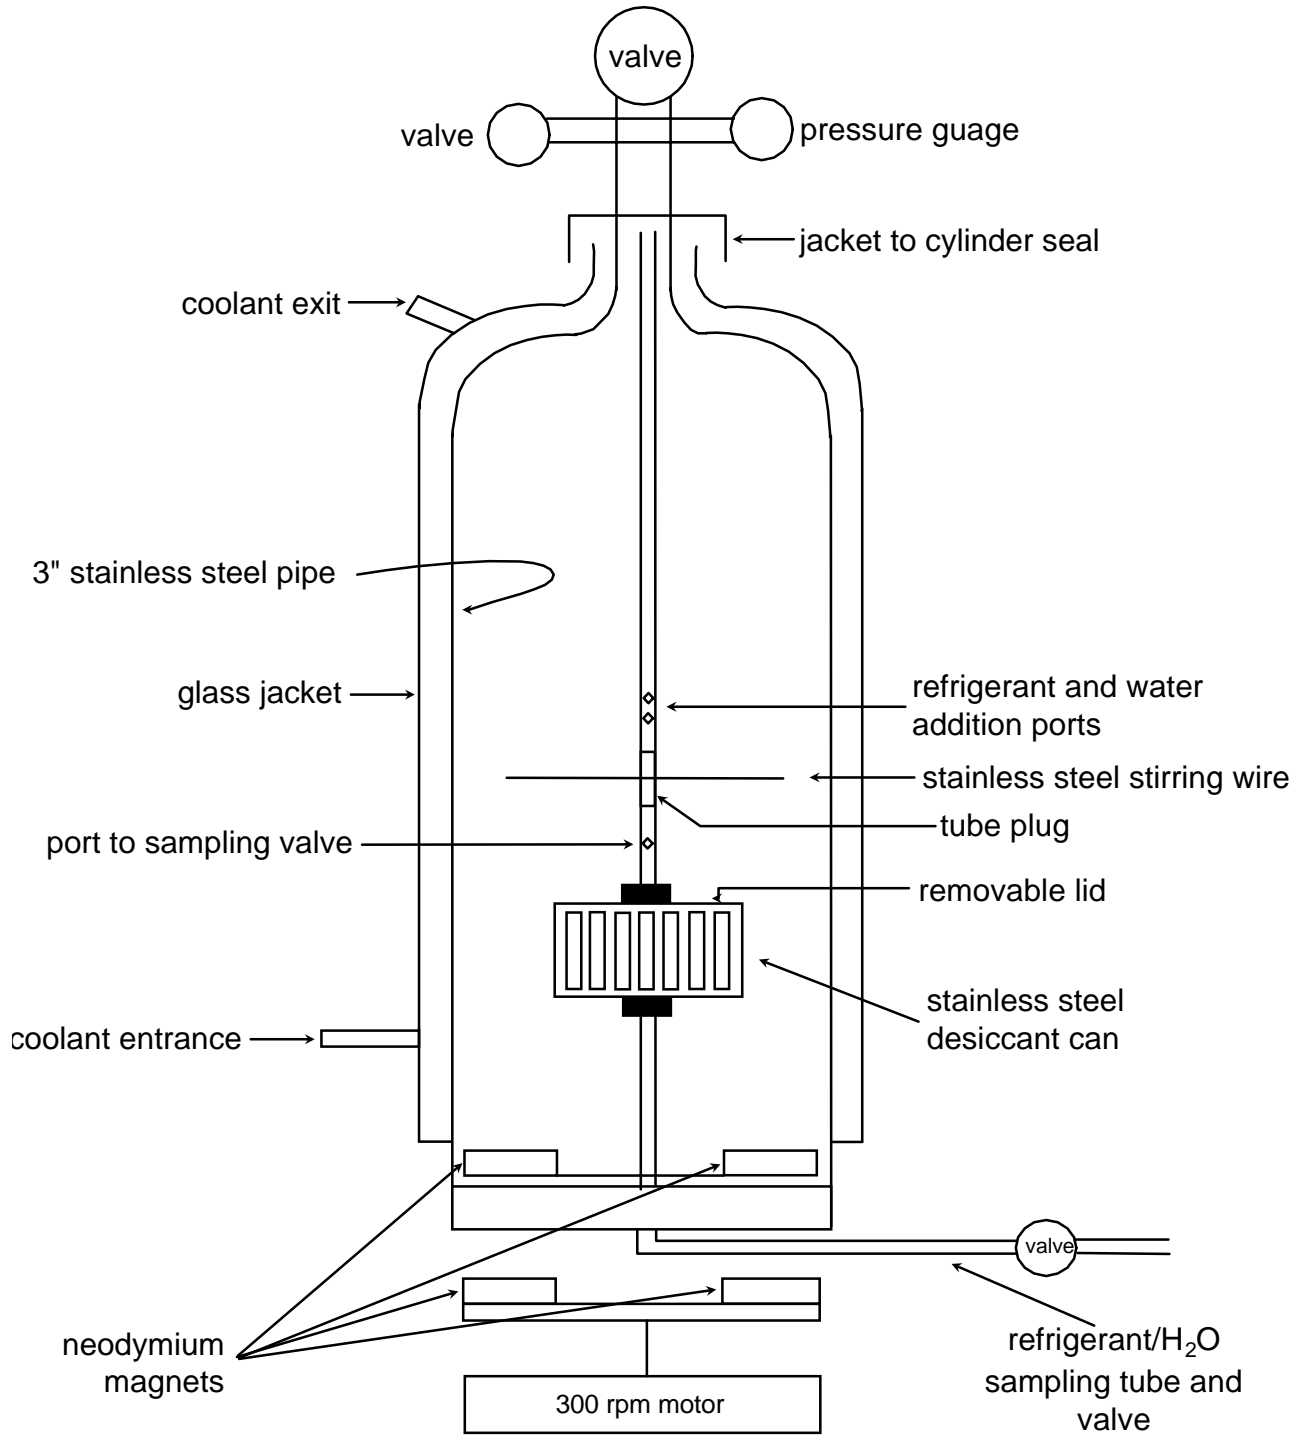 valve
valve
pressure guage
jacket to cylinder seal
coolant exit
3" stainless steel pipe
glass jacket
refrigerant and water
addition ports
stainless steel stirring wire
tube plug
port to sampling valve
removable lid
stainless steel
desiccant can
coolant entrance
valve
neodymium
magnets
refrigerant/H₂O
sampling tube and
valve
300 rpm motor